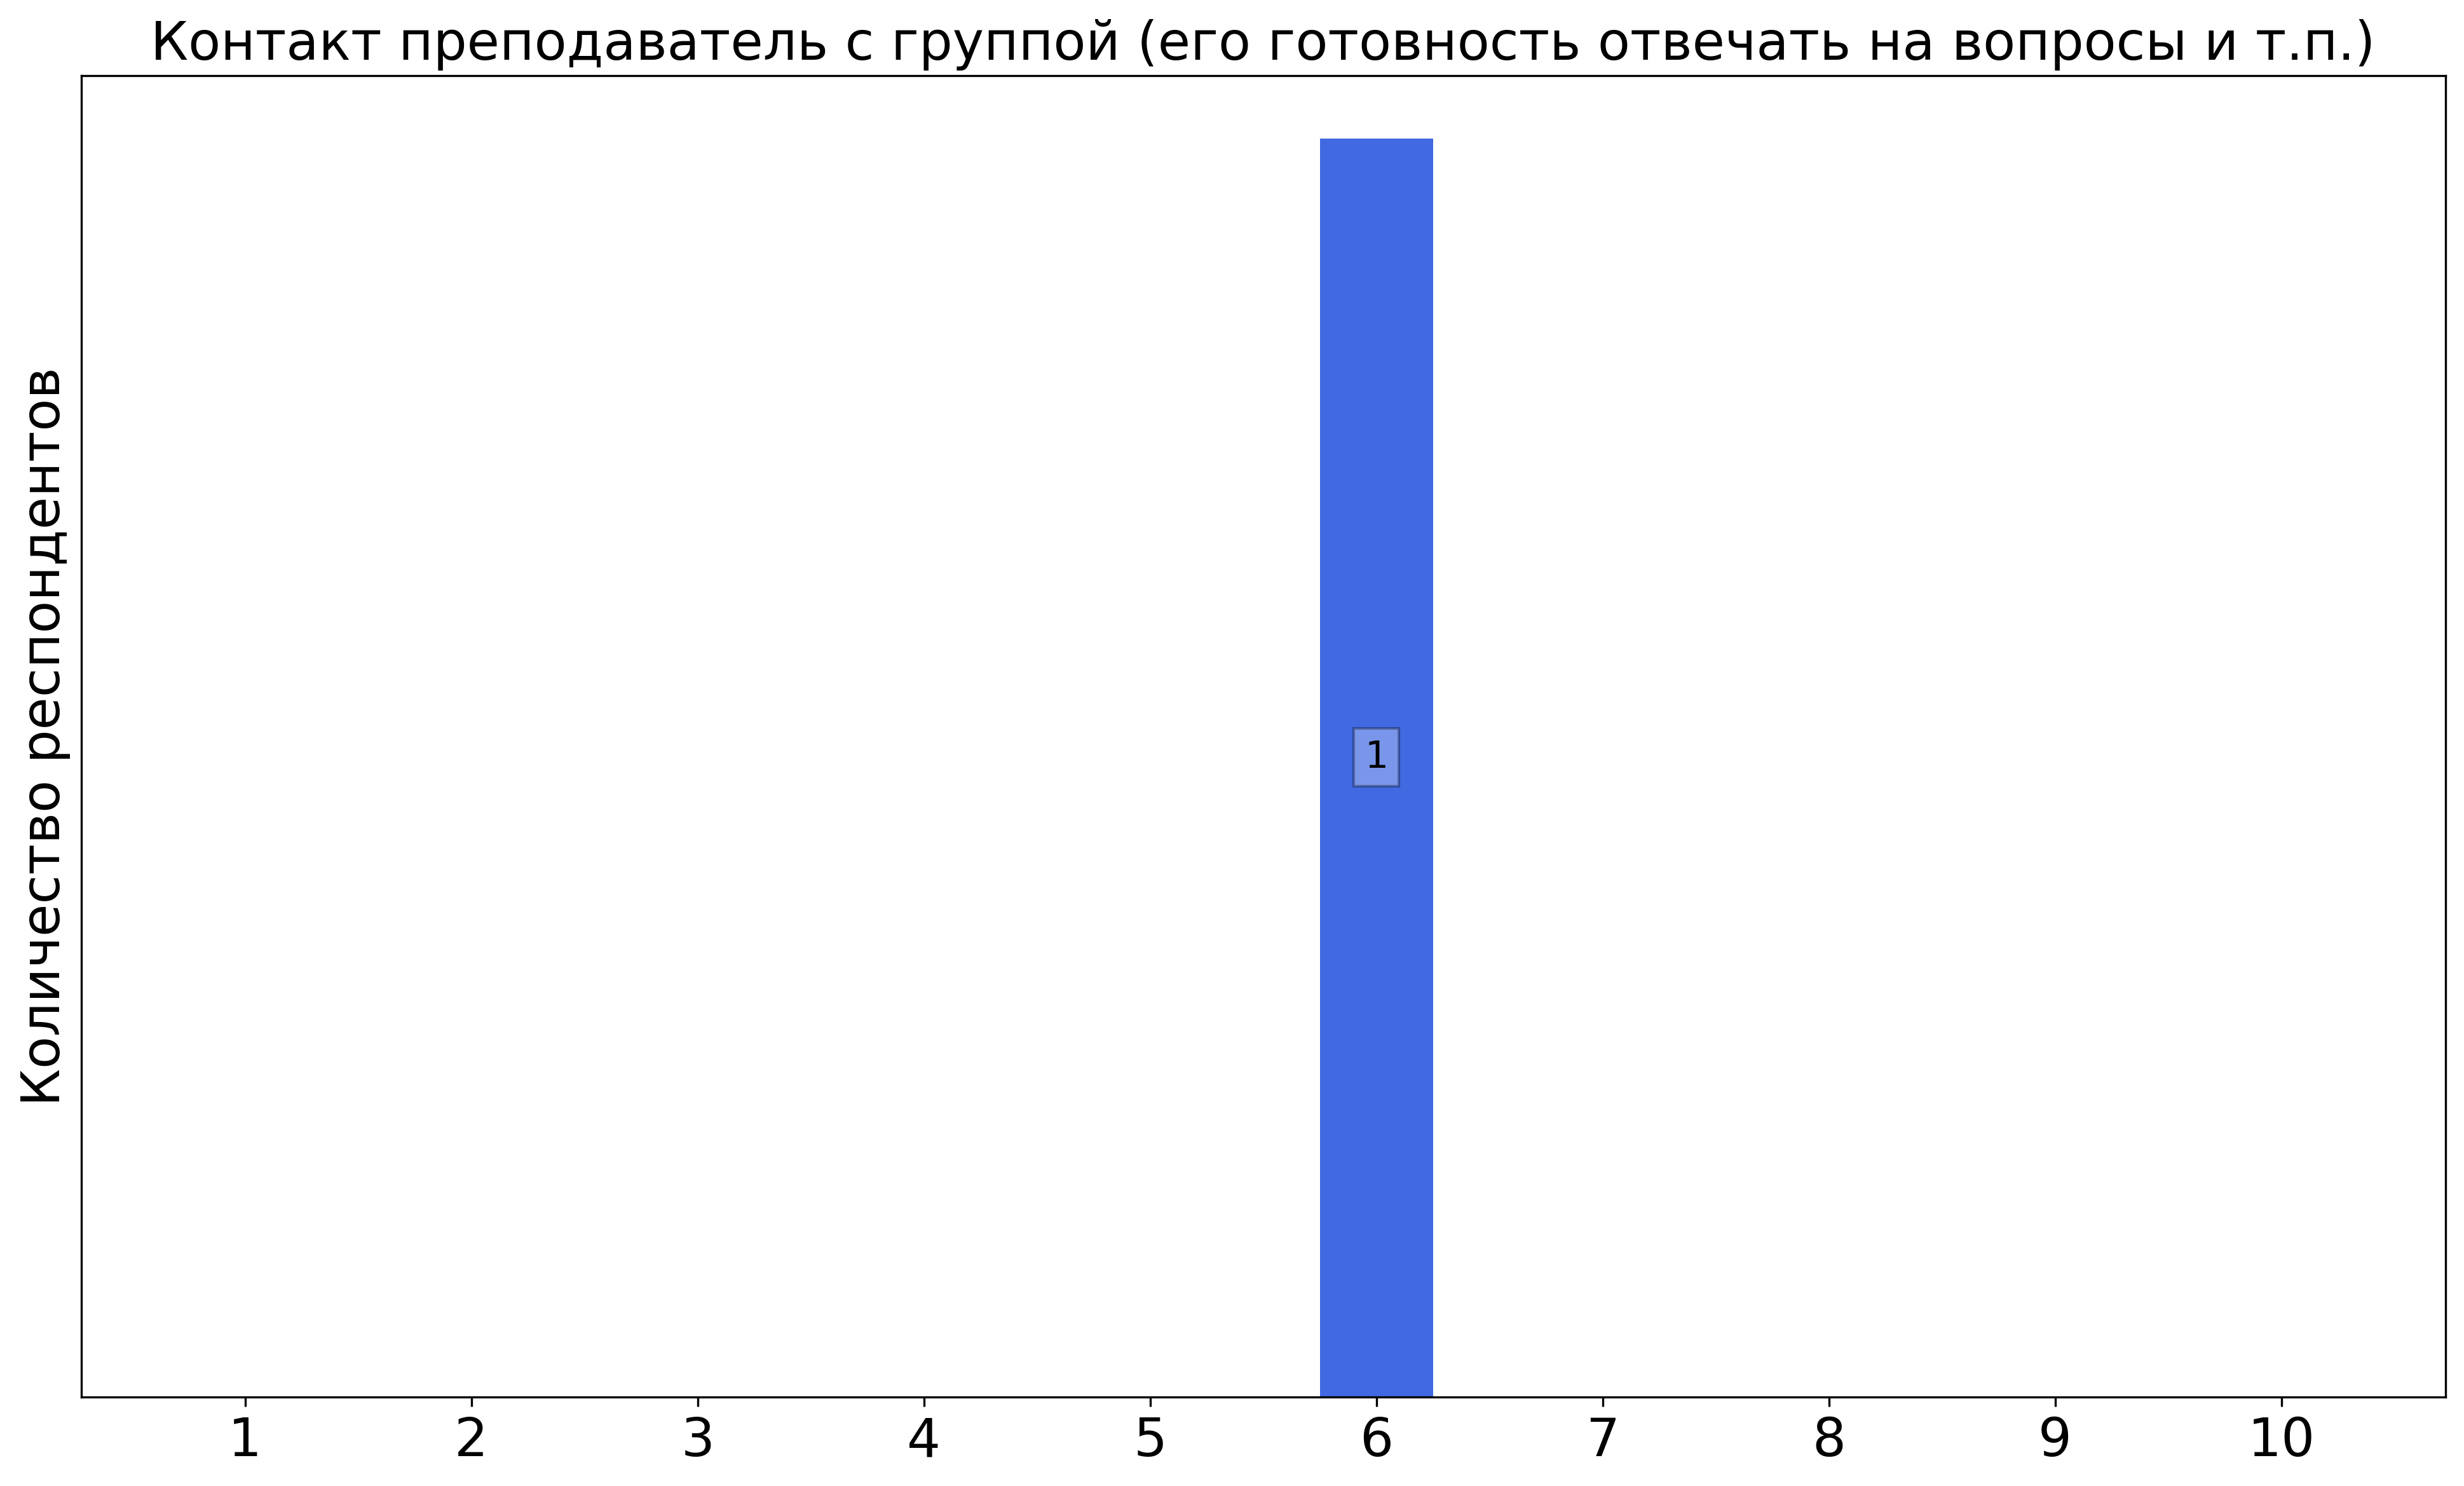 Контакт преподаватель с группой (его готовность отвечать на вопросы и т.п.)
Количество респондентов
1
1 2 3 4 5 6 7 8 9 10